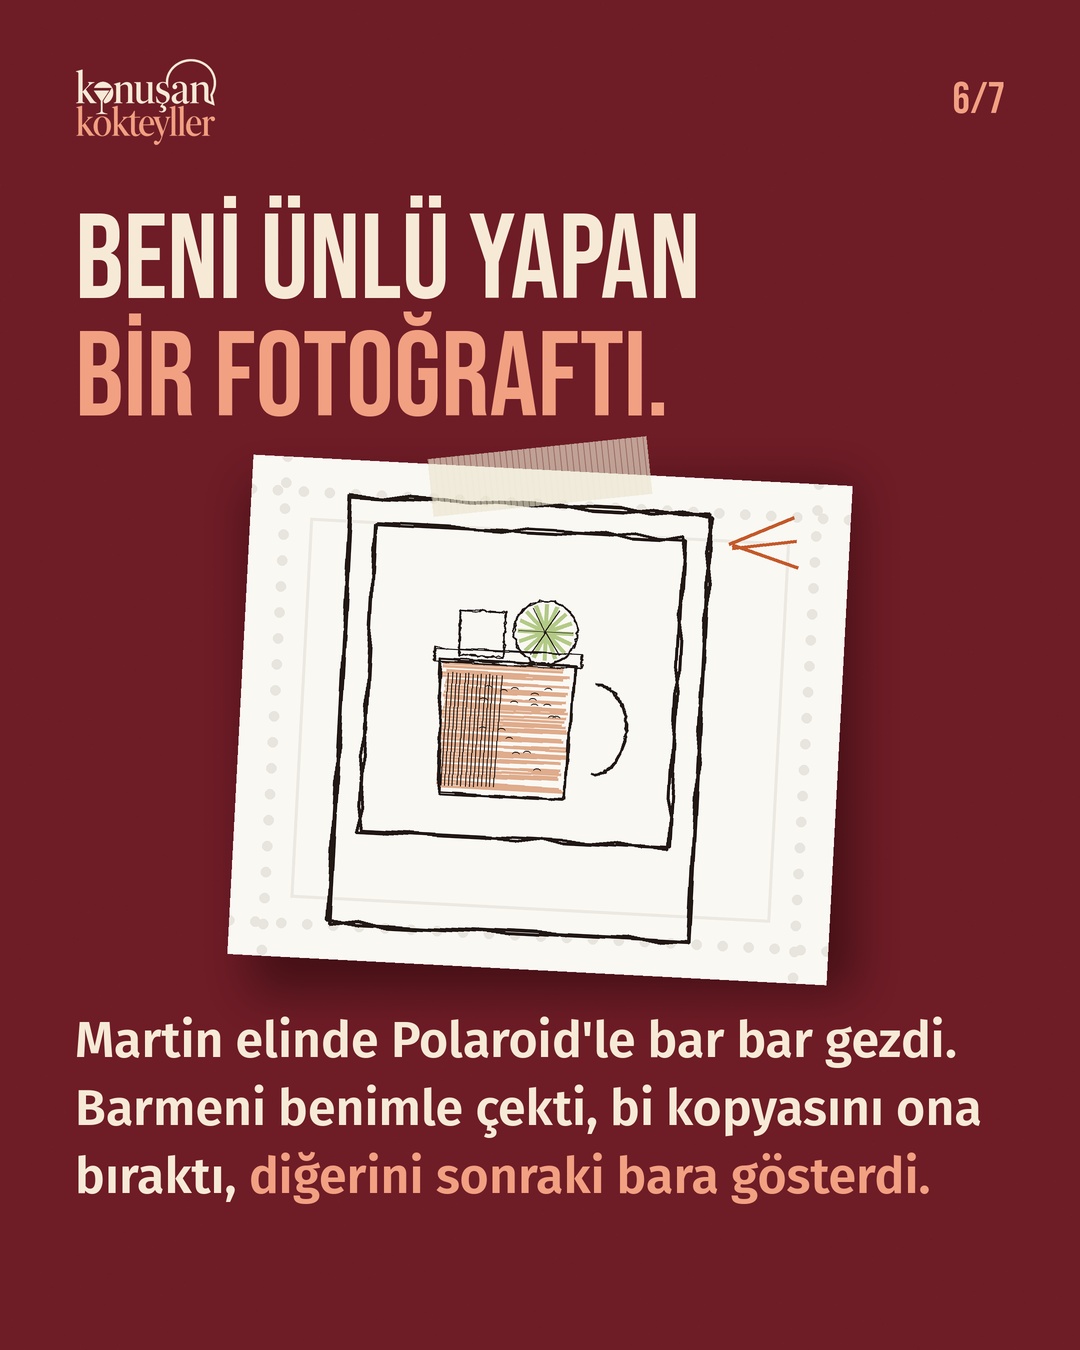 konuşan
kokteyller
6/7
BENİ ÜNLÜ YAPAN
BİR FOTOĞRAFTI.
Martin elinde Polaroid'le bar bar gezdi.
Barmeni benimle çekti, bi kopyasını ona
bıraktı, diğerini sonraki bara gösterdi.